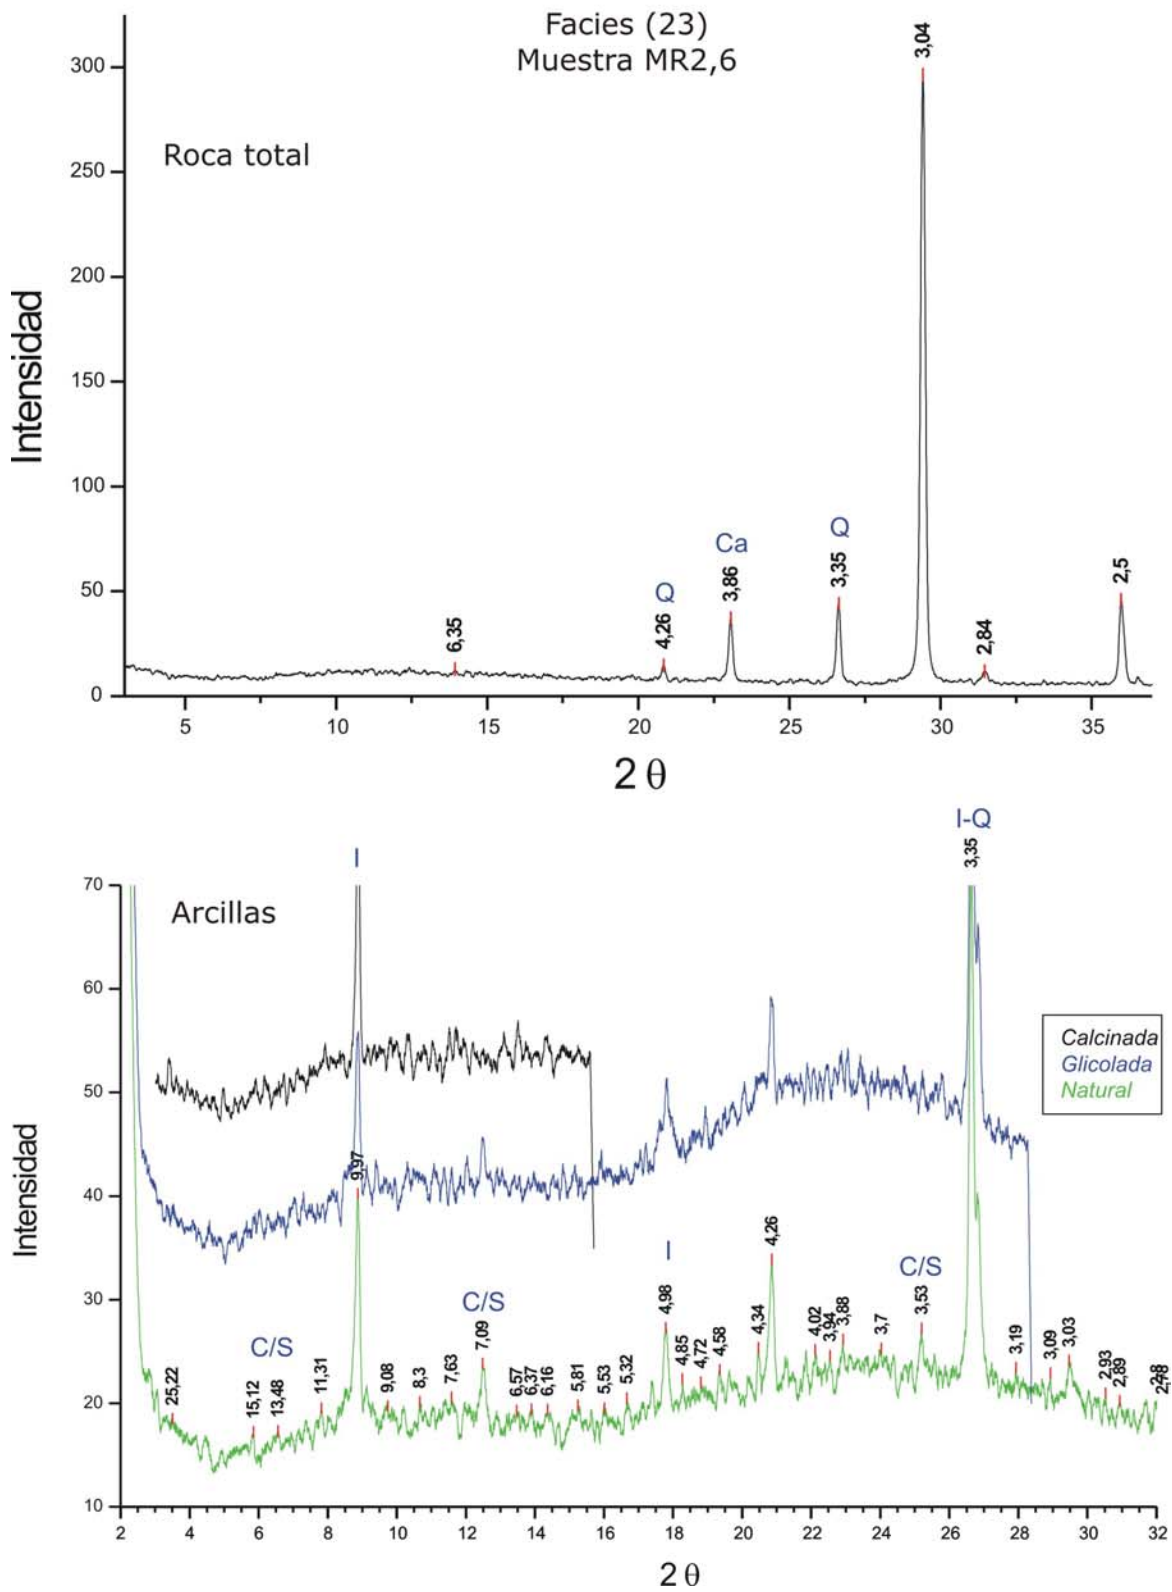 Facies (23)
Muestra MR2,6
Roca total
Intensidad
300
250
200
150
100
50
0
6,35
Q
4,26
Ca
3,86
Q
3,35
3,04
2,84
2,5
5 10 15 20 25 30 35
2 θ
Arcillas
Intensidad
70
60
50
40
30
20
10
I
I-Q
3,35
Calcinada
Glicolada
Natural
9,97
I
C/S
C/S
C/S
25,22
15,12
13,48
11,31
9,08
8,3
7,63
7,09
6,57
6,37
6,16
5,81
5,53
5,32
4,98
4,85
4,72
4,58
4,34
4,26
4,02
3,94
3,88
3,7
3,53
3,19
3,09
3,03
2,93
2,89
2,78
2 4 6 8 10 12 14 16 18 20 22 24 26 28 30 32
2 θ